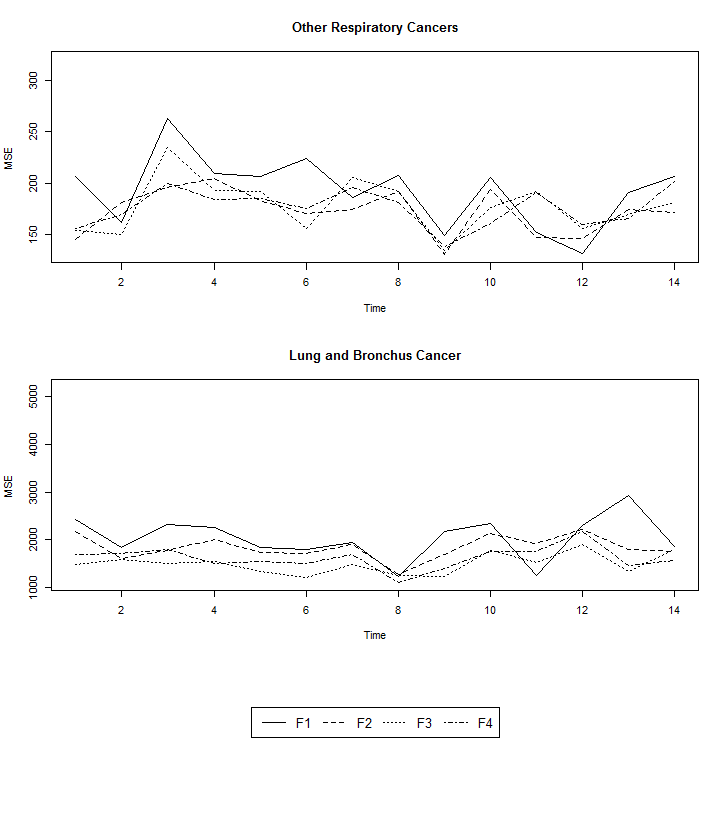 Other Respiratory Cancers
300
250
200
150
MSE
2 4 6 8 10 12 14
Time
Lung and Bronchus Cancer
5000
4000
3000
2000
1000
MSE
2 4 6 8 10 12 14
Time
F1 F2 F3 F4